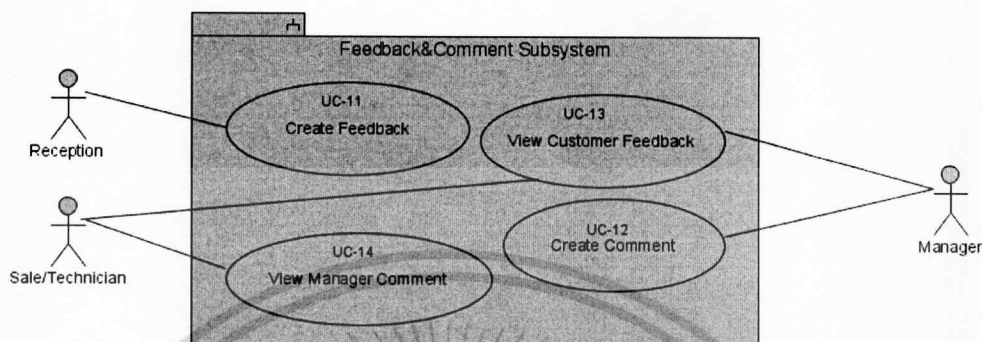 Feedback&Comment Subsystem
UC-11
Create Feedback
UC-13
View Customer Feedback
Reception
UC-12
Create Comment
UC-14
View Manager Comment
Sale/Technician
Manager